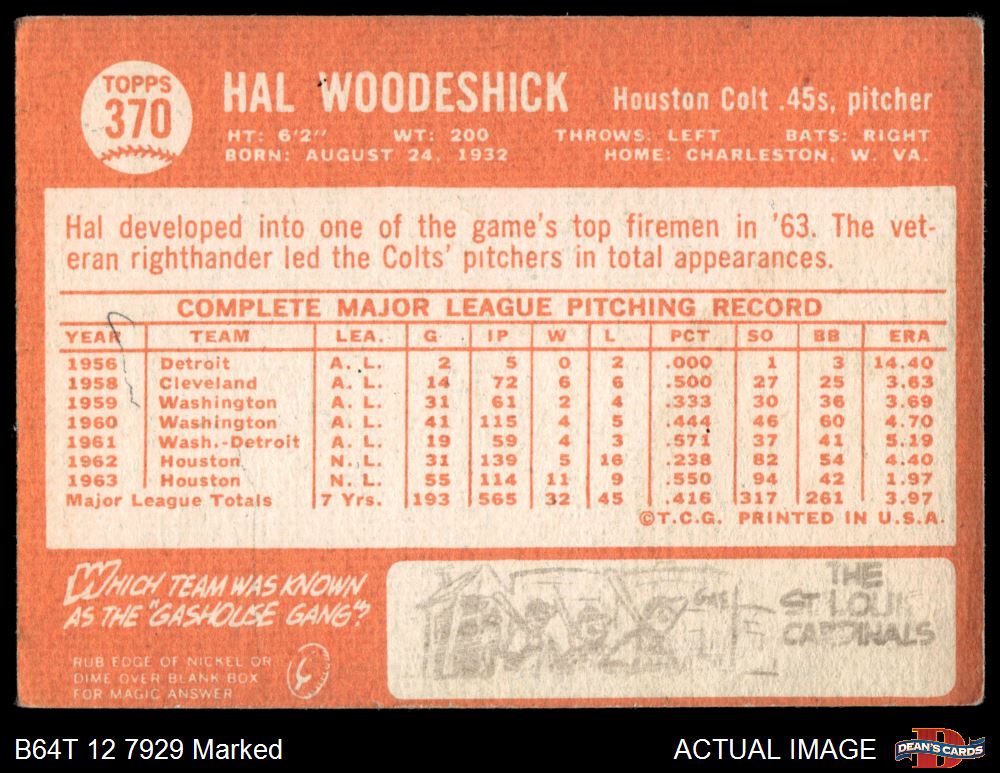 TOPPS
370
HAL WOODESHICK
Houston Colt .45s, pitcher
HT: 6'2" WT: 200 THROWS: LEFT BATS: RIGHT
BORN: AUGUST 24, 1932 HOME: CHARLESTON, W. VA.
Hal developed into one of the game's top firemen in '63. The vet-
eran righthander led the Colts' pitchers in total appearances.
COMPLETE MAJOR LEAGUE PITCHING RECORD
YEAR TEAM LEA. G IP W L PCT SO BB ERA
1956 Detroit A. L. 2 5 0 2 .000 1 3 14.40
1958 Cleveland A. L. 14 72 6 6 .500 27 25 3.63
1959 Washington A. L. 31 61 2 4 .333 30 36 3.69
1960 Washington A. L. 41 115 4 5 .444 46 60 4.70
1961 Wash.-Detroit A. L. 19 59 4 3 .571 37 41 5.19
1962 Houston N. L. 31 139 5 16 .238 82 54 4.40
1963 Houston N. L. 55 114 11 9 .550 94 42 1.97
Major League Totals 7 Yrs. 193 565 32 45 .416 317 261 3.97
©T.C.G. PRINTED IN U.S.A.
WHICH TEAM WAS KNOWN
AS THE "GASHOUSE GANG"?
RUB EDGE OF NICKEL OR
DIME OVER BLANK BOX
FOR MAGIC ANSWER
GAS
THE
ST LOUIS
CARDINALS
B64T 12 7929 Marked
ACTUAL IMAGE
DEAN'S CARDS